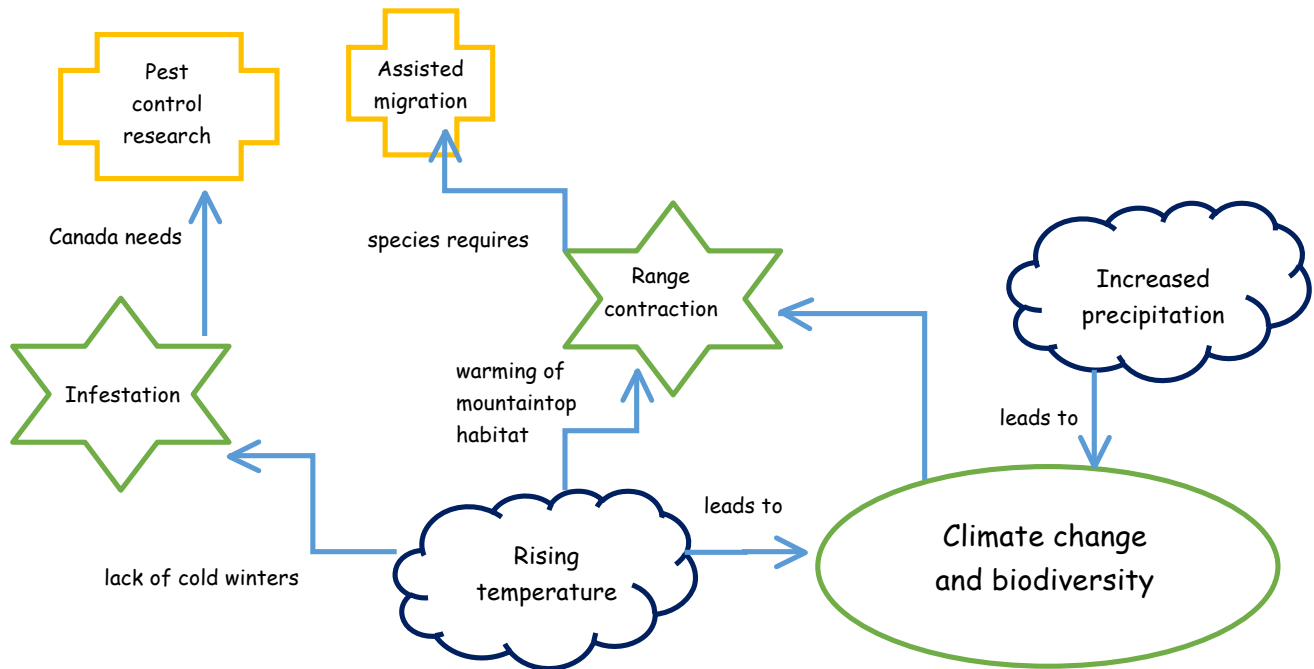 Pest
control
research
Assisted
migration
Canada needs
species requires
Range
contraction
Increased
precipitation
Infestation
warming of
mountaintop
habitat
leads to
leads to
Rising
temperature
Climate change
and biodiversity
lack of cold winters